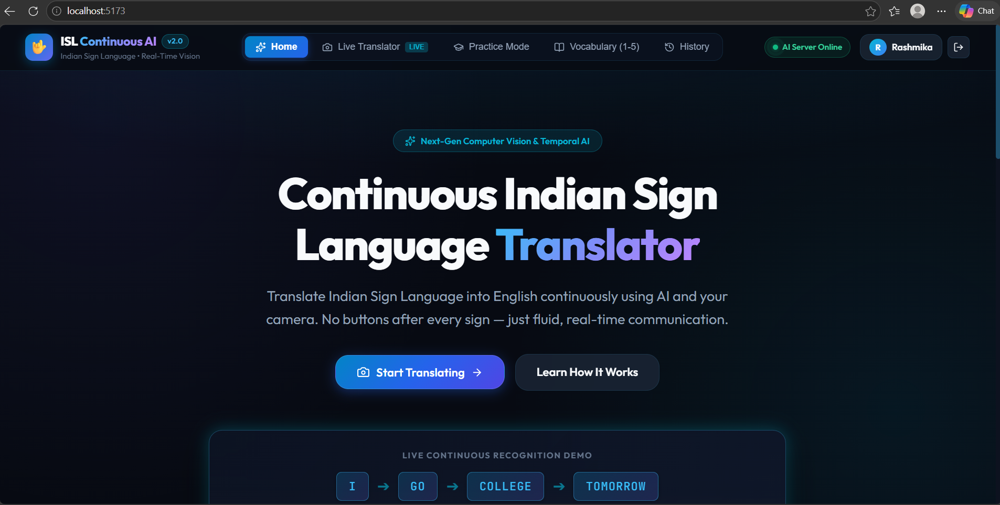 localhost:5173
Chat
ISL Continuous AI v2.0
Indian Sign Language • Real-Time Vision
Home
Live Translator LIVE
Practice Mode
Vocabulary (1-5)
History
AI Server Online
R Rashmika
Next-Gen Computer Vision & Temporal AI
Continuous Indian Sign
Language Translator
Translate Indian Sign Language into English continuously using AI and your
camera. No buttons after every sign — just fluid, real-time communication.
Start Translating →
Learn How It Works
LIVE CONTINUOUS RECOGNITION DEMO
I → GO → COLLEGE → TOMORROW